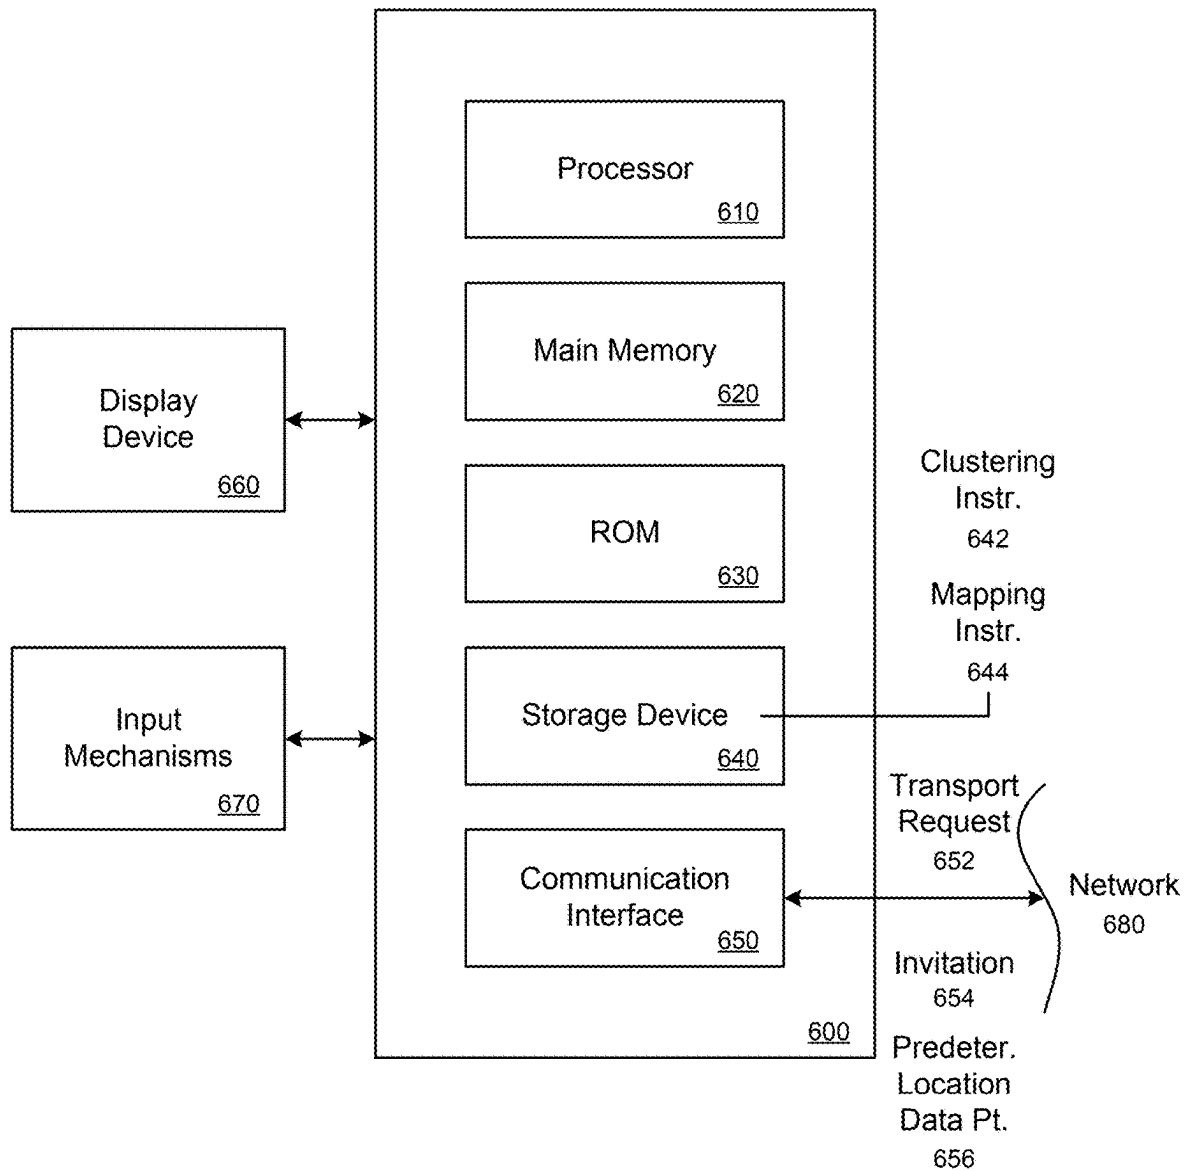 Processor
610
Main Memory
620
Display
Device
660
ROM
630
Clustering
Instr.
642
Mapping
Instr.
644
Input
Mechanisms
670
Storage Device
640
Transport
Request
652
Communication
Interface
650
Network
680
Invitation
654
600
Predeter.
Location
Data Pt.
656